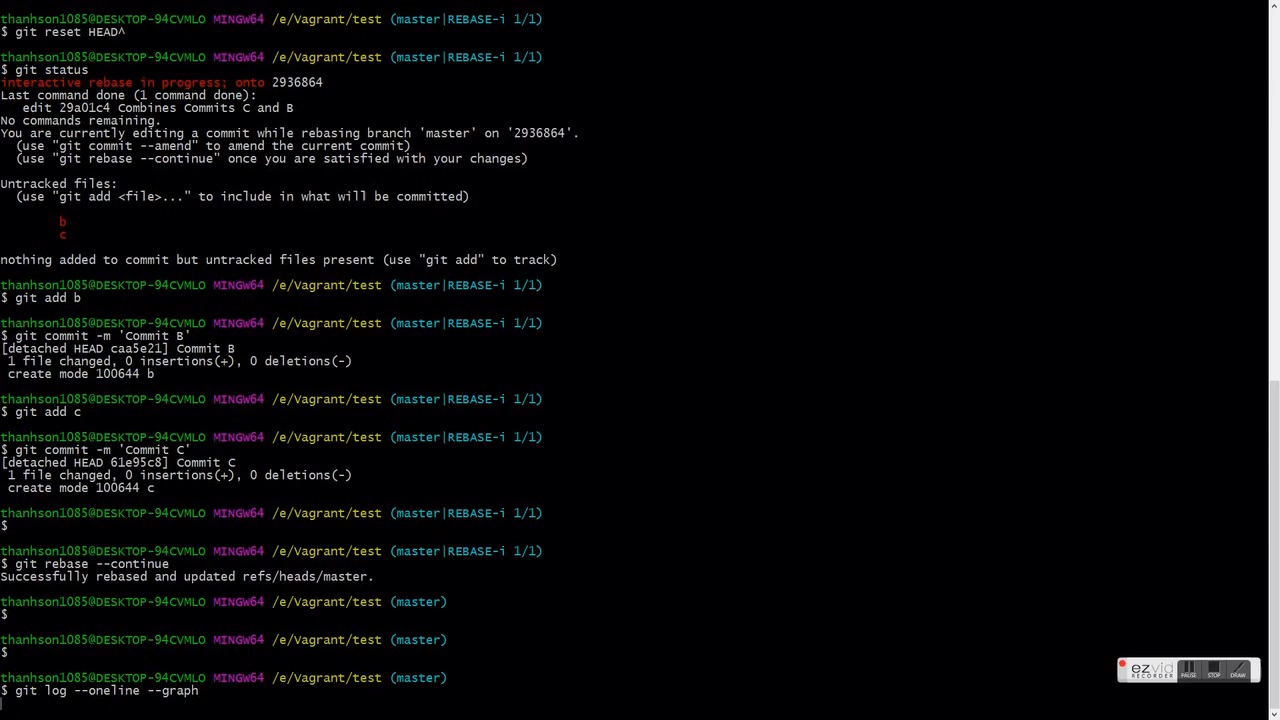 thanhson1085@DESKTOP-94CVMLO MINGW64 /e/Vagrant/test (master|REBASE-i 1/1)
$ git reset HEAD^
thanhson1085@DESKTOP-94CVMLO MINGW64 /e/Vagrant/test (master|REBASE-i 1/1)
$ git status
interactive rebase in progress; onto 2936864
Last command done (1 command done):
   edit 29a01c4 Combines Commits C and B
No commands remaining.
You are currently editing a commit while rebasing branch 'master' on '2936864'.
  (use "git commit --amend" to amend the current commit)
  (use "git rebase --continue" once you are satisfied with your changes)
Untracked files:
  (use "git add <file>..." to include in what will be committed)
        b
        c
nothing added to commit but untracked files present (use "git add" to track)
thanhson1085@DESKTOP-94CVMLO MINGW64 /e/Vagrant/test (master|REBASE-i 1/1)
$ git add b
thanhson1085@DESKTOP-94CVMLO MINGW64 /e/Vagrant/test (master|REBASE-i 1/1)
$ git commit -m 'Commit B'
[detached HEAD caa5e21] Commit B
 1 file changed, 0 insertions(+), 0 deletions(-)
 create mode 100644 b
thanhson1085@DESKTOP-94CVMLO MINGW64 /e/Vagrant/test (master|REBASE-i 1/1)
$ git add c
thanhson1085@DESKTOP-94CVMLO MINGW64 /e/Vagrant/test (master|REBASE-i 1/1)
$ git commit -m 'Commit C'
[detached HEAD 61e95c8] Commit C
 1 file changed, 0 insertions(+), 0 deletions(-)
 create mode 100644 c
thanhson1085@DESKTOP-94CVMLO MINGW64 /e/Vagrant/test (master|REBASE-i 1/1)
$
thanhson1085@DESKTOP-94CVMLO MINGW64 /e/Vagrant/test (master|REBASE-i 1/1)
$ git rebase --continue
Successfully rebased and updated refs/heads/master.
thanhson1085@DESKTOP-94CVMLO MINGW64 /e/Vagrant/test (master)
$
thanhson1085@DESKTOP-94CVMLO MINGW64 /e/Vagrant/test (master)
$
thanhson1085@DESKTOP-94CVMLO MINGW64 /e/Vagrant/test (master)
$ git log --oneline --graph
ezvid
RECORDER
PAUSE STOP DRAW